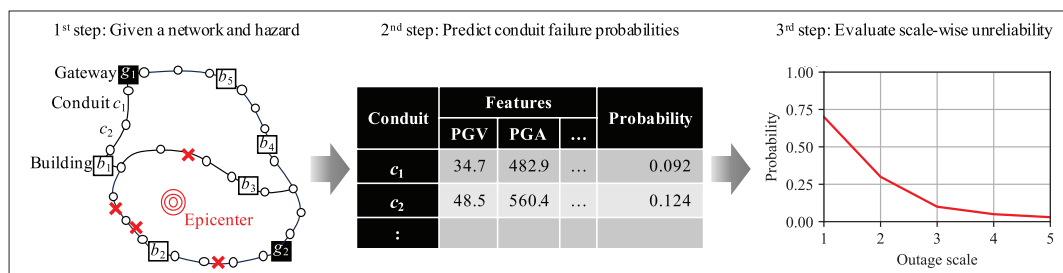 1st step: Given a network and hazard
Gateway g1
b5
Conduit c1
c2
b4
Building b1
b3
Epicenter
b2
g2
2nd step: Predict conduit failure probabilities
Conduit Features Probability
PGV PGA ...
c1 34.7 482.9 ... 0.092
c2 48.5 560.4 ... 0.124
:
3rd step: Evaluate scale-wise unreliability
Probability
1.00
0.75
0.50
0.25
0.00
1 2 3 4 5
Outage scale